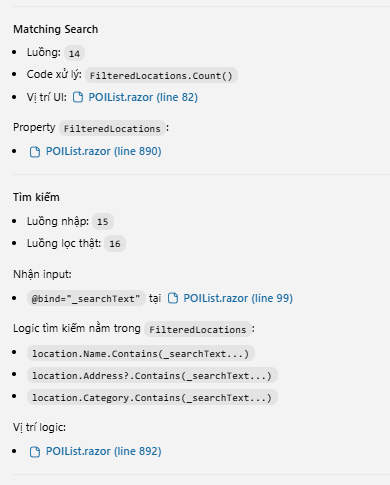 Matching Search
Luồng: 14
Code xử lý: FilteredLocations.Count()
Vị trí UI: POIList.razor (line 82)
Property FilteredLocations:
POIList.razor (line 890)
Tìm kiếm
Luồng nhập: 15
Luồng lọc thật: 16
Nhận input:
@bind="_searchText" tại POIList.razor (line 99)
Logic tìm kiếm nằm trong FilteredLocations:
location.Name.Contains(_searchText...)
location.Address?.Contains(_searchText...)
location.Category.Contains(_searchText...)
Vị trí logic:
POIList.razor (line 892)